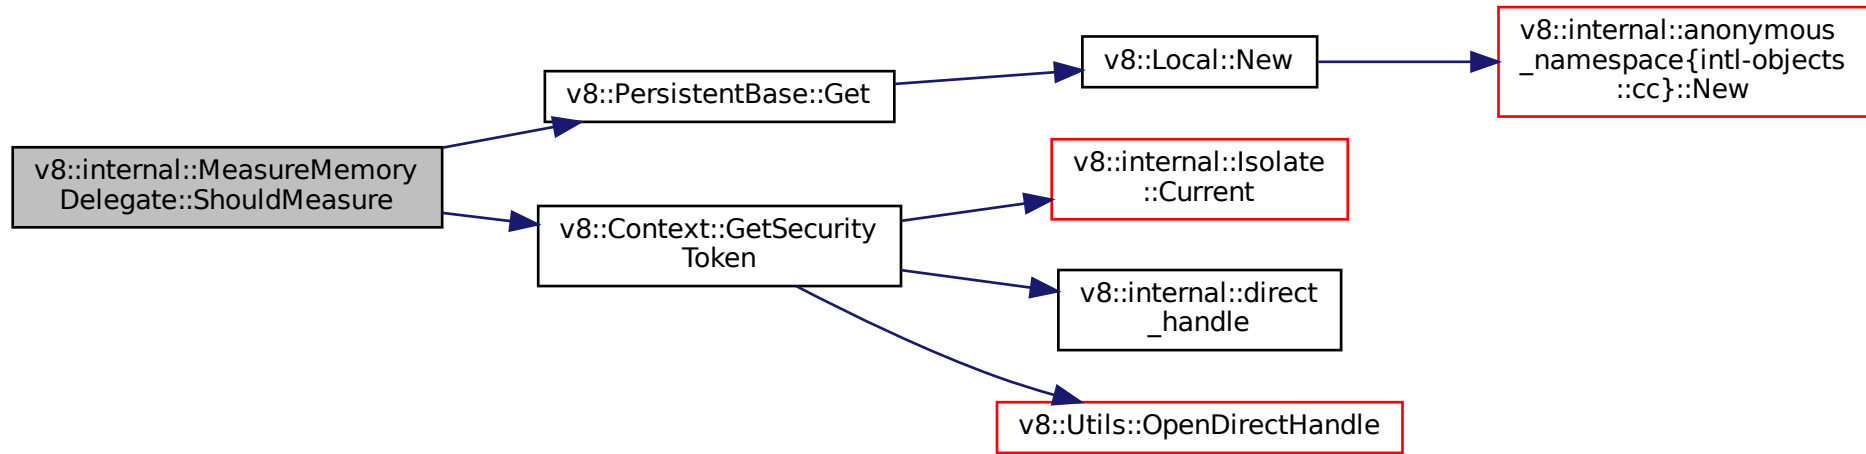 v8::internal::MeasureMemory
Delegate::ShouldMeasure
v8::PersistentBase::Get
v8::Local::New
v8::internal::anonymous
_namespace{intl-objects
::cc}::New
v8::Context::GetSecurity
Token
v8::internal::Isolate
::Current
v8::internal::direct
_handle
v8::Utils::OpenDirectHandle